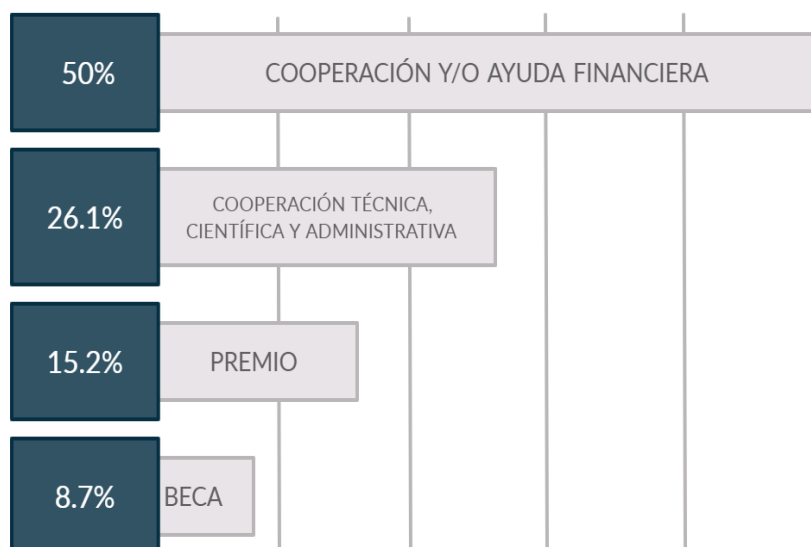 50%
COOPERACIÓN Y/O AYUDA FINANCIERA
26.1%
COOPERACIÓN TÉCNICA,
CIENTÍFICA Y ADMINISTRATIVA
15.2%
PREMIO
8.7%
BECA